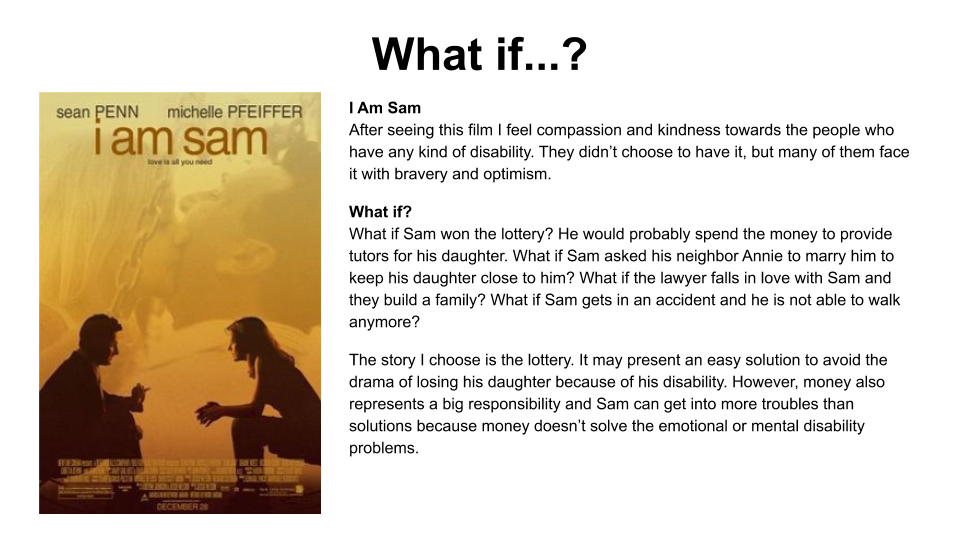 What if...?
sean PENN michelle PFEIFFER
i am sam
love is all you need
DECEMBER 28
I Am Sam
After seeing this film I feel compassion and kindness towards the people who
have any kind of disability. They didn’t choose to have it, but many of them face
it with bravery and optimism.
What if?
What if Sam won the lottery? He would probably spend the money to provide
tutors for his daughter. What if Sam asked his neighbor Annie to marry him to
keep his daughter close to him? What if the lawyer falls in love with Sam and
they build a family? What if Sam gets in an accident and he is not able to walk
anymore?
The story I choose is the lottery. It may present an easy solution to avoid the
drama of losing his daughter because of his disability. However, money also
represents a big responsibility and Sam can get into more troubles than
solutions because money doesn’t solve the emotional or mental disability
problems.